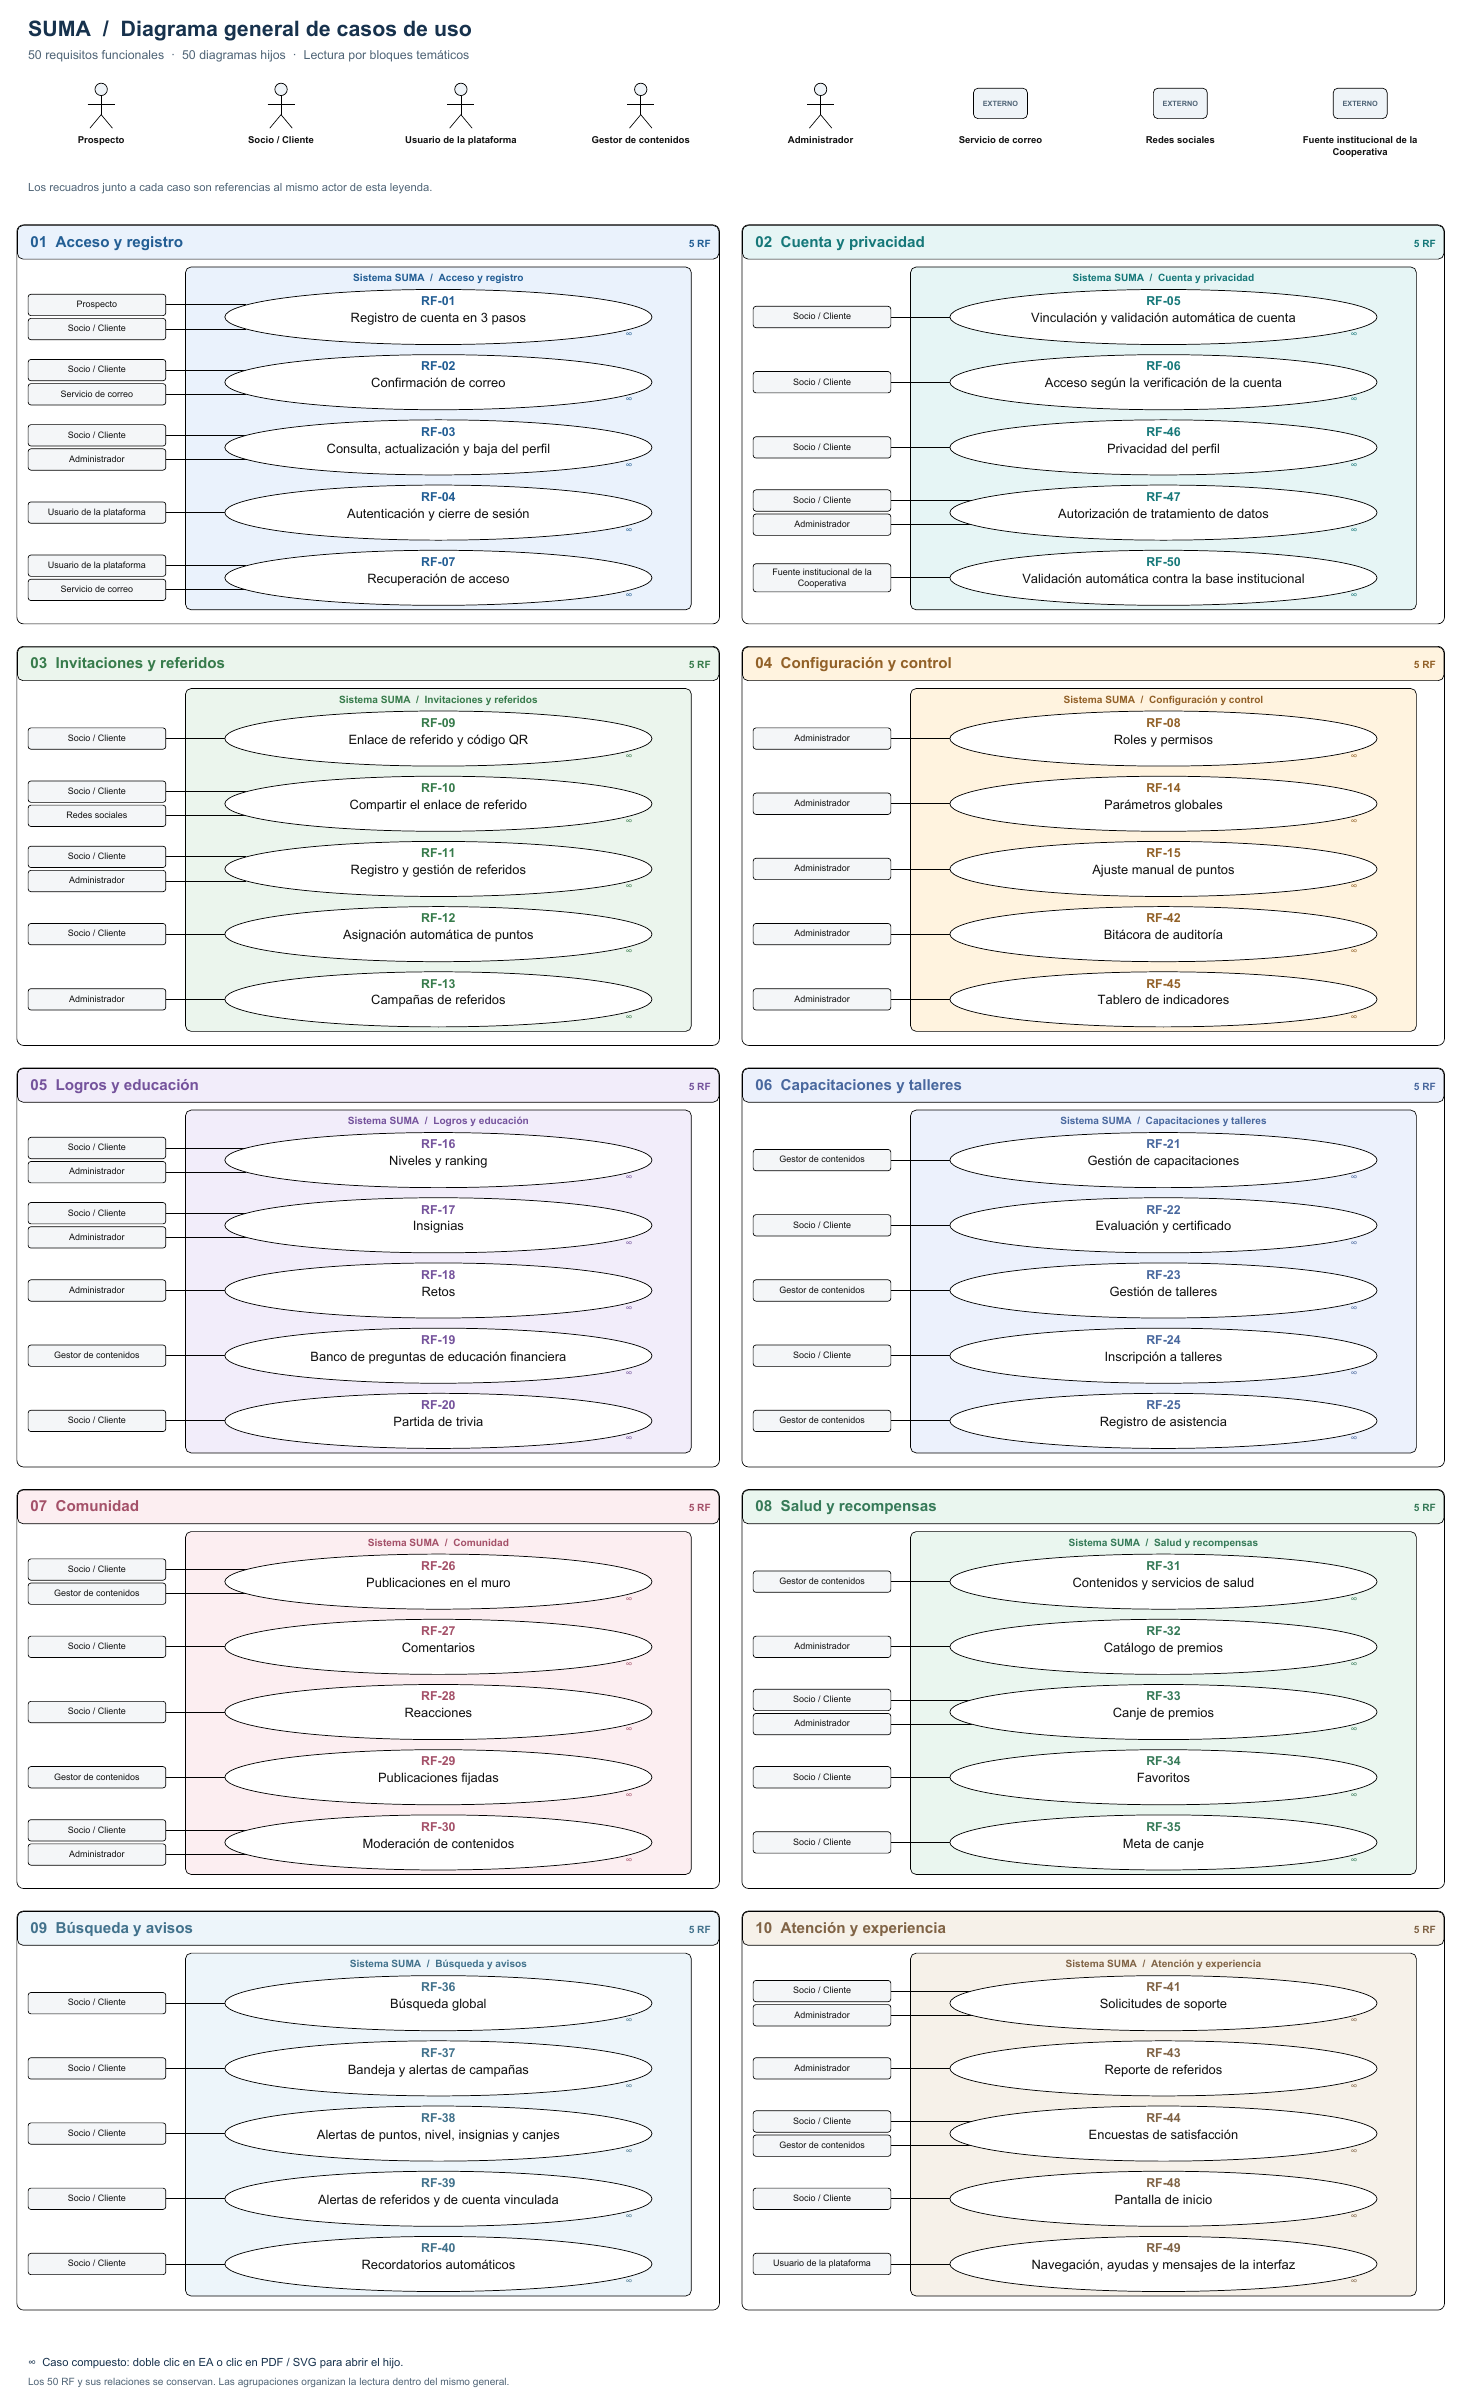 SUMA / Diagrama general de casos de uso
50 requisitos funcionales · 50 diagramas hijos · Lectura por bloques temáticos
EXTERNO
EXTERNO
EXTERNO
Prospecto
Socio / Cliente
Usuario de la plataforma
Gestor de contenidos
Administrador
Servicio de correo
Redes sociales
Fuente institucional de la
Cooperativa
Los recuadros junto a cada caso son referencias al mismo actor de esta leyenda.
01 Acceso y registro
5 RF
Sistema SUMA / Acceso y registro
Prospecto
Socio / Cliente
RF-01
Registro de cuenta en 3 pasos
∞
Socio / Cliente
Servicio de correo
RF-02
Confirmación de correo
∞
Socio / Cliente
Administrador
RF-03
Consulta, actualización y baja del perfil
∞
Usuario de la plataforma
RF-04
Autenticación y cierre de sesión
∞
Usuario de la plataforma
Servicio de correo
RF-07
Recuperación de acceso
∞
02 Cuenta y privacidad
5 RF
Sistema SUMA / Cuenta y privacidad
Socio / Cliente
RF-05
Vinculación y validación automática de cuenta
∞
Socio / Cliente
RF-06
Acceso según la verificación de la cuenta
∞
Socio / Cliente
RF-46
Privacidad del perfil
∞
Socio / Cliente
Administrador
RF-47
Autorización de tratamiento de datos
∞
Fuente institucional de la
Cooperativa
RF-50
Validación automática contra la base institucional
∞
03 Invitaciones y referidos
5 RF
Sistema SUMA / Invitaciones y referidos
Socio / Cliente
RF-09
Enlace de referido y código QR
∞
Socio / Cliente
Redes sociales
RF-10
Compartir el enlace de referido
∞
Socio / Cliente
Administrador
RF-11
Registro y gestión de referidos
∞
Socio / Cliente
RF-12
Asignación automática de puntos
∞
Administrador
RF-13
Campañas de referidos
∞
04 Configuración y control
5 RF
Sistema SUMA / Configuración y control
Administrador
RF-08
Roles y permisos
∞
Administrador
RF-14
Parámetros globales
∞
Administrador
RF-15
Ajuste manual de puntos
∞
Administrador
RF-42
Bitácora de auditoría
∞
Administrador
RF-45
Tablero de indicadores
∞
05 Logros y educación
5 RF
Sistema SUMA / Logros y educación
Socio / Cliente
Administrador
RF-16
Niveles y ranking
∞
Socio / Cliente
Administrador
RF-17
Insignias
∞
Administrador
RF-18
Retos
∞
Gestor de contenidos
RF-19
Banco de preguntas de educación financiera
∞
Socio / Cliente
RF-20
Partida de trivia
∞
06 Capacitaciones y talleres
5 RF
Sistema SUMA / Capacitaciones y talleres
Gestor de contenidos
RF-21
Gestión de capacitaciones
∞
Socio / Cliente
RF-22
Evaluación y certificado
∞
Gestor de contenidos
RF-23
Gestión de talleres
∞
Socio / Cliente
RF-24
Inscripción a talleres
∞
Gestor de contenidos
RF-25
Registro de asistencia
∞
07 Comunidad
5 RF
Sistema SUMA / Comunidad
Socio / Cliente
Gestor de contenidos
RF-26
Publicaciones en el muro
∞
Socio / Cliente
RF-27
Comentarios
∞
Socio / Cliente
RF-28
Reacciones
∞
Gestor de contenidos
RF-29
Publicaciones fijadas
∞
Socio / Cliente
Administrador
RF-30
Moderación de contenidos
∞
08 Salud y recompensas
5 RF
Sistema SUMA / Salud y recompensas
Gestor de contenidos
RF-31
Contenidos y servicios de salud
∞
Administrador
RF-32
Catálogo de premios
∞
Socio / Cliente
Administrador
RF-33
Canje de premios
∞
Socio / Cliente
RF-34
Favoritos
∞
Socio / Cliente
RF-35
Meta de canje
∞
09 Búsqueda y avisos
5 RF
Sistema SUMA / Búsqueda y avisos
Socio / Cliente
RF-36
Búsqueda global
∞
Socio / Cliente
RF-37
Bandeja y alertas de campañas
∞
Socio / Cliente
RF-38
Alertas de puntos, nivel, insignias y canjes
∞
Socio / Cliente
RF-39
Alertas de referidos y de cuenta vinculada
∞
Socio / Cliente
RF-40
Recordatorios automáticos
∞
10 Atención y experiencia
5 RF
Sistema SUMA / Atención y experiencia
Socio / Cliente
Administrador
RF-41
Solicitudes de soporte
∞
Administrador
RF-43
Reporte de referidos
∞
Socio / Cliente
Gestor de contenidos
RF-44
Encuestas de satisfacción
∞
Socio / Cliente
RF-48
Pantalla de inicio
∞
Usuario de la plataforma
RF-49
Navegación, ayudas y mensajes de la interfaz
∞
∞ Caso compuesto: doble clic en EA o clic en PDF / SVG para abrir el hijo.
Los 50 RF y sus relaciones se conservan. Las agrupaciones organizan la lectura dentro del mismo general.